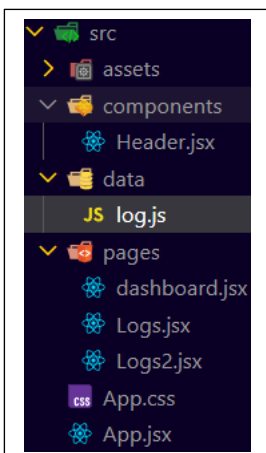 src
assets
components
Header.jsx
data
JS log.js
pages
dashboard.jsx
Logs.jsx
Logs2.jsx
css App.css
App.jsx